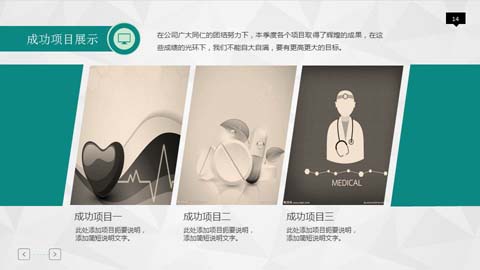 14
成功项目展示
在公司广大同仁的团结努力下，本季度各个项目取得了辉煌的成果，在这
些成绩的光环下，我们不能自大自满，要有更高更大的目标。
MEDICAL
成功项目一
此处添加项目扼要说明，
添加简短说明文字。
成功项目二
此处添加项目扼要说明，
添加简短说明文字。
成功项目三
此处添加项目扼要说明，
添加简短说明文字。